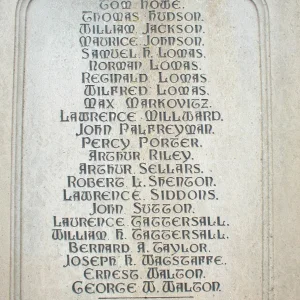 Tom Howe.
Thomas Hudson.
William Jackson.
Maurice Johnson.
Samuel H. Lomas.
Norman Lomas.
Reginald Lomas.
Wilfred Lomas.
Max Markovitz.
Lawrence Millward.
John Palfreyman.
Percy Porter.
Arthur Riley.
Arthur Sellars.
Robert L. Shenton.
Lawrence Siddons.
John Sutton.
Laurence Tattersall.
William H. Tattersall.
Bernard A. Taylor.
Joseph H. Wagstaffe.
Ernest Walton.
George W. Walton.